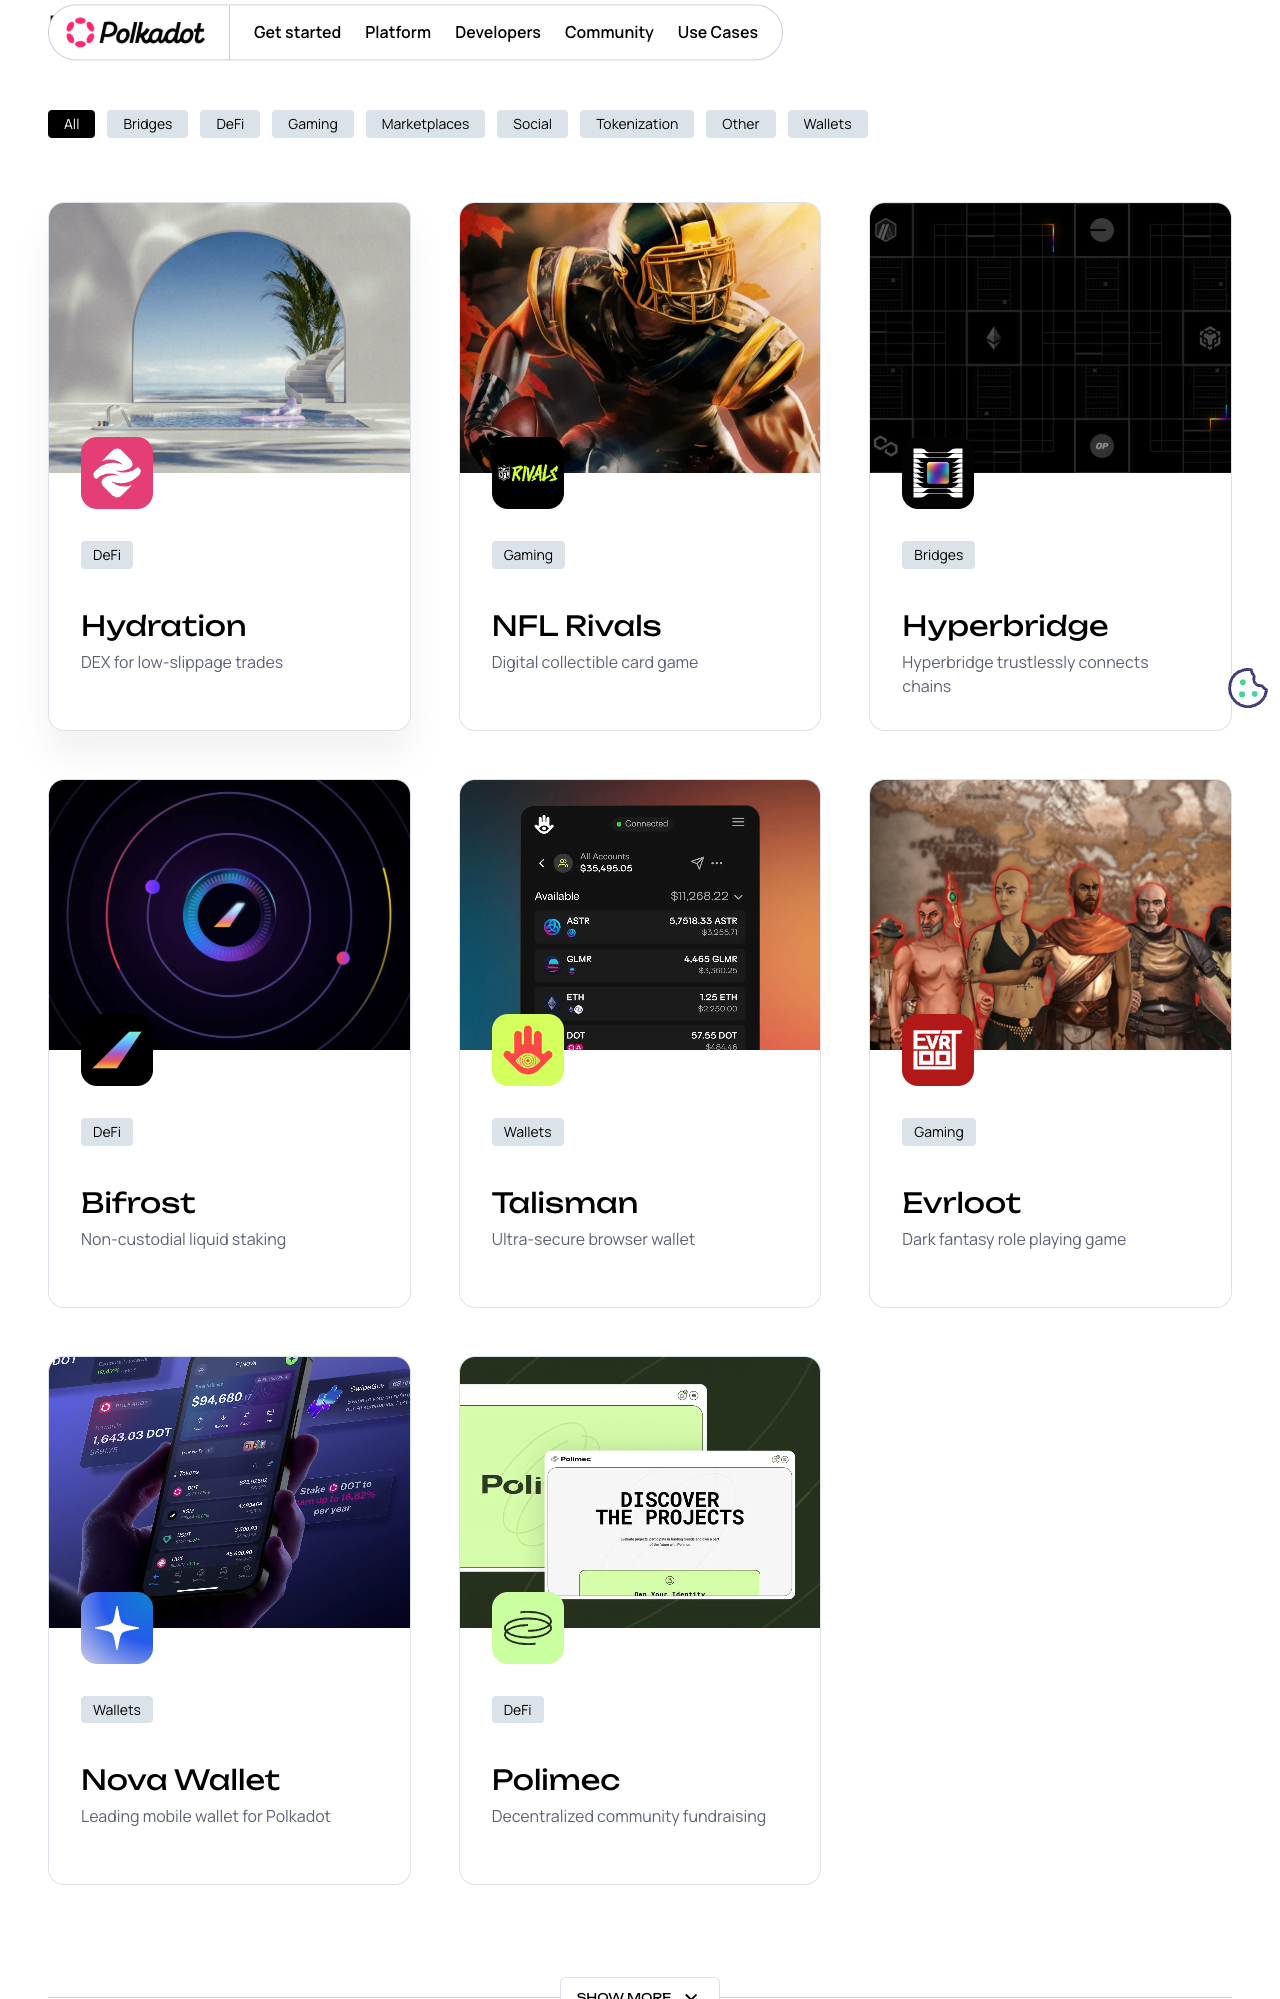 Polkadot
Get started
Platform
Developers
Community
Use Cases
All
Bridges
DeFi
Gaming
Marketplaces
Social
Tokenization
Other
Wallets
OP
RIVALS
DeFi
Gaming
Bridges
Hydration
NFL Rivals
Hyperbridge
DEX for low-slippage trades
Digital collectible card game
Hyperbridge trustlessly connects
chains
Connected
All Accounts
$35,495.05
Available
$11,268.22
ASTR
5,7518.33 ASTR
$3,255.71
GLMR
4,465 GLMR
$3,360.25
ETH
1.25 ETH
$2,250.00
DOT
57.55 DOT
$484.46
EVR
LOOT
DeFi
Wallets
Gaming
Bifrost
Talisman
Evrloot
Non-custodial liquid staking
Ultra-secure browser wallet
Dark fantasy role playing game
DOT
POLKADOT
1,643.03 DOT
$94,680
Tokens
DOT
Stake DOT to
earn up to 16,82%
per year
Poli
Polimec
DISCOVER
THE PROJECTS
Own Your Identity
Wallets
DeFi
Nova Wallet
Polimec
Leading mobile wallet for Polkadot
Decentralized community fundraising
SHOW MORE